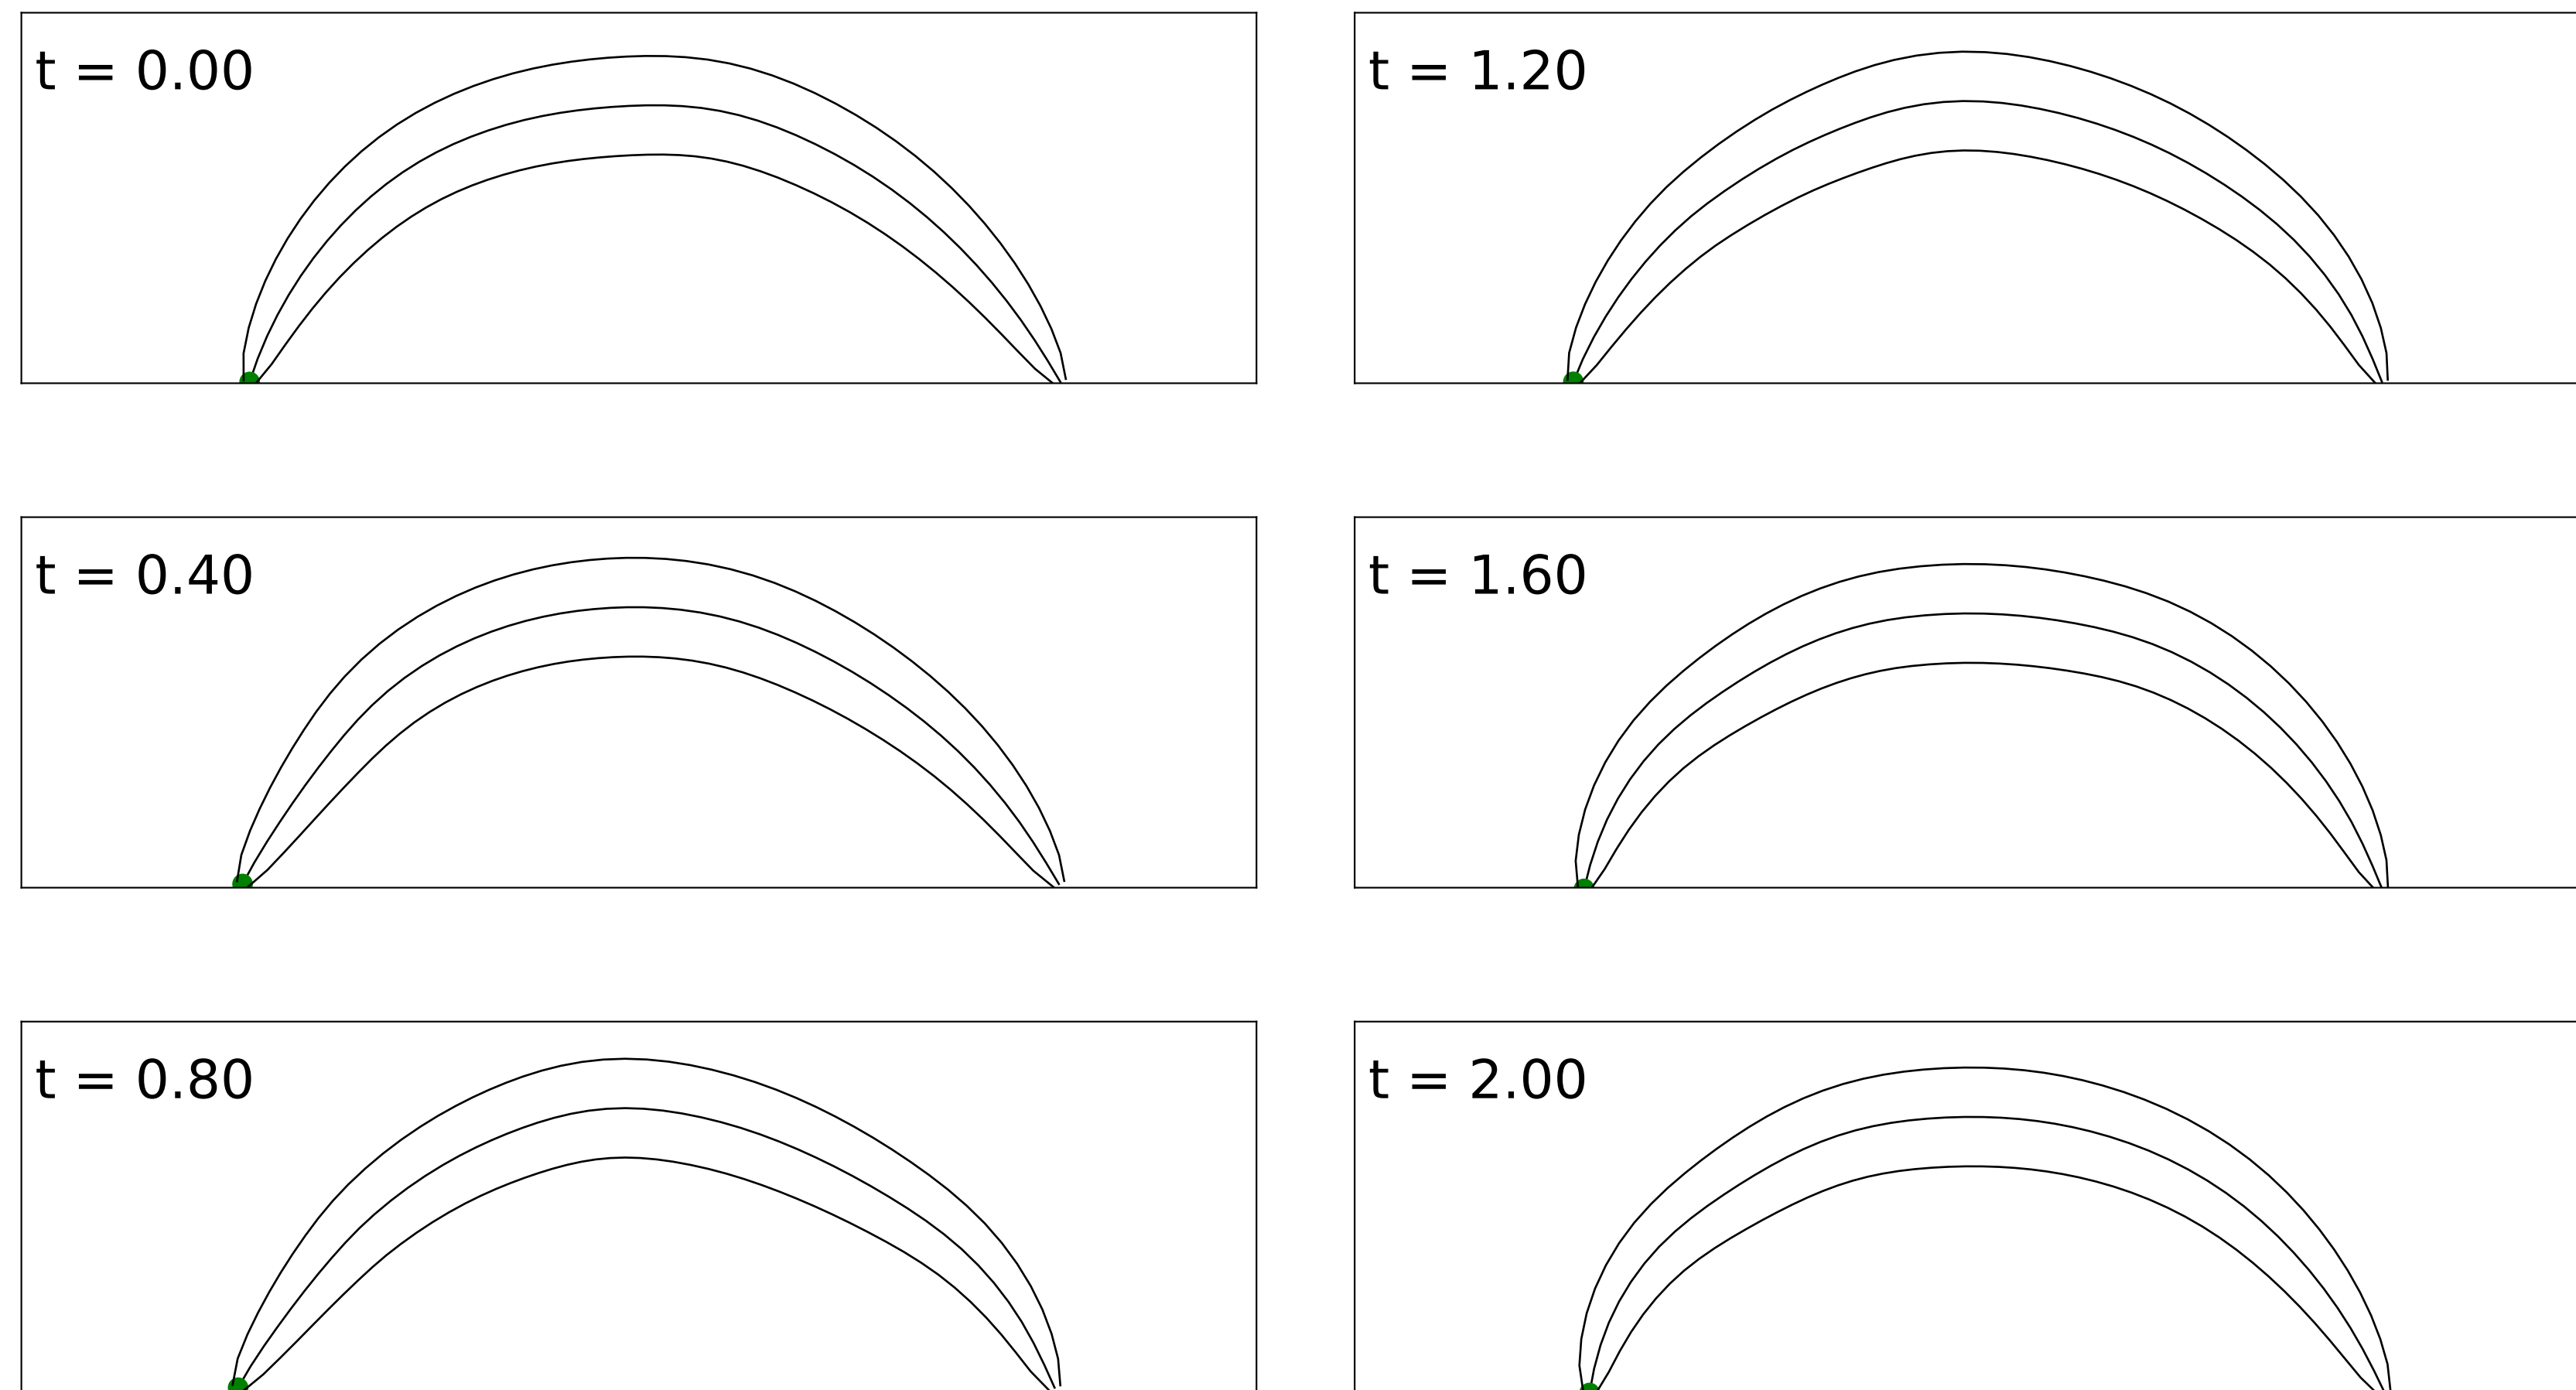 t = 0.00
t = 1.20
t = 0.40
t = 1.60
t = 0.80
t = 2.00